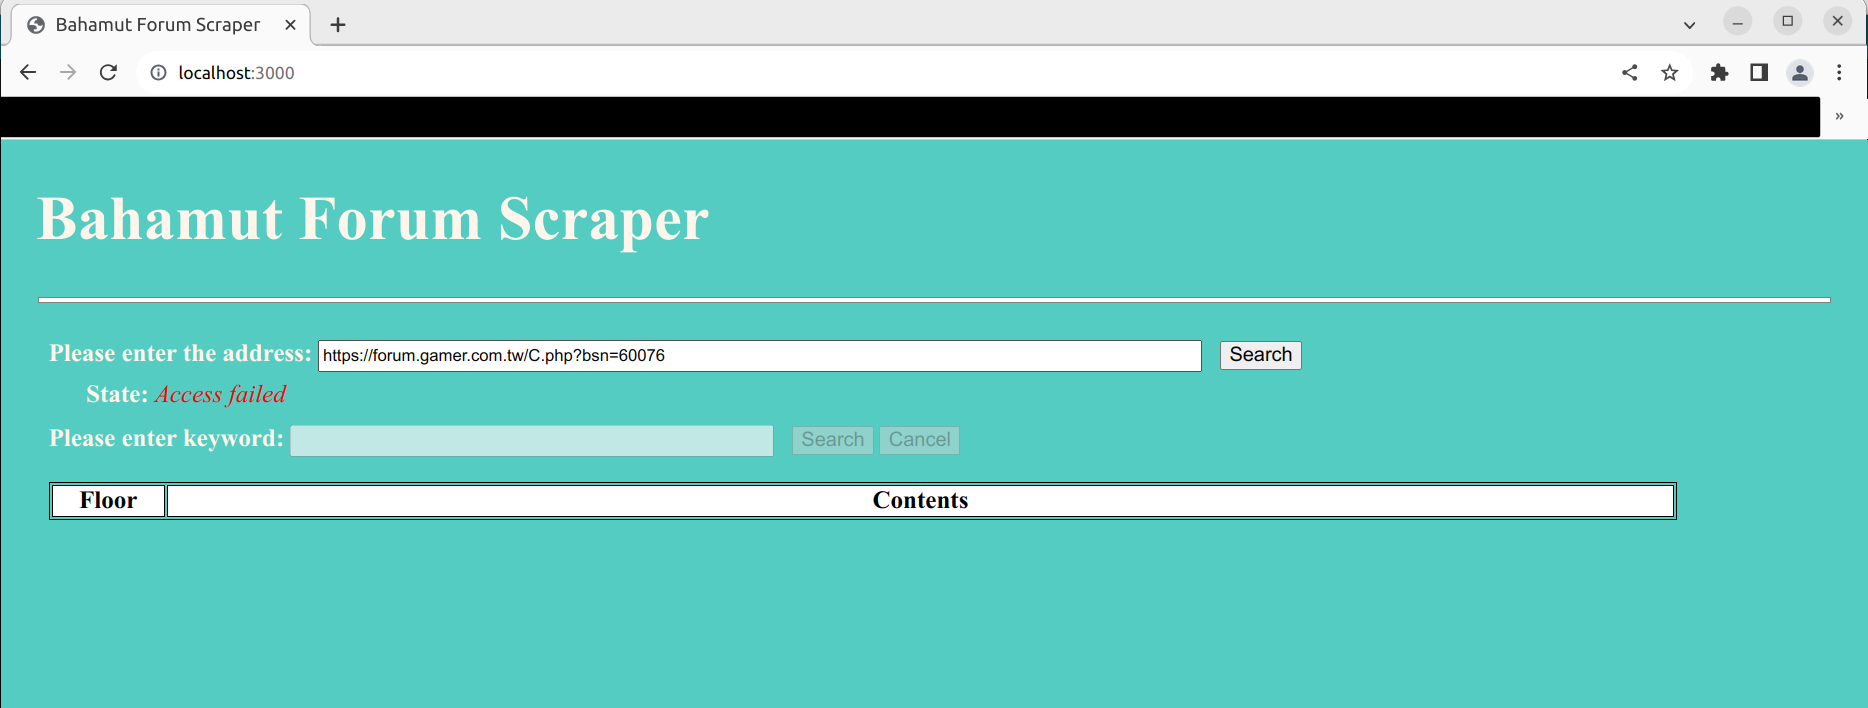 Bahamut Forum Scraper
localhost:3000
»
Bahamut Forum Scraper
Please enter the address: https://forum.gamer.com.tw/C.php?bsn=60076 Search
State: Access failed
Please enter keyword: Search Cancel
Floor Contents